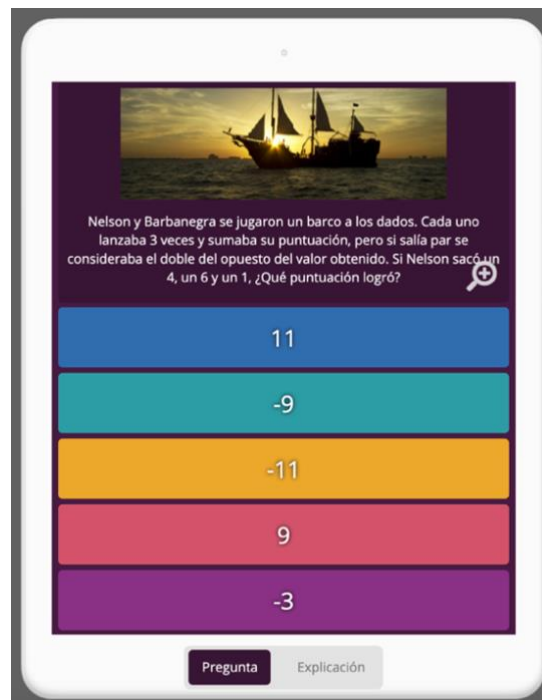 Nelson y Barbanegra se jugaron un barco a los dados. Cada uno
lanzaba 3 veces y sumaba su puntuación, pero si salía par se
consideraba el doble del opuesto del valor obtenido. Si Nelson sacó un
4, un 6 y un 1, ¿Qué puntuación logró?
11
-9
-11
9
-3
Pregunta
Explicación